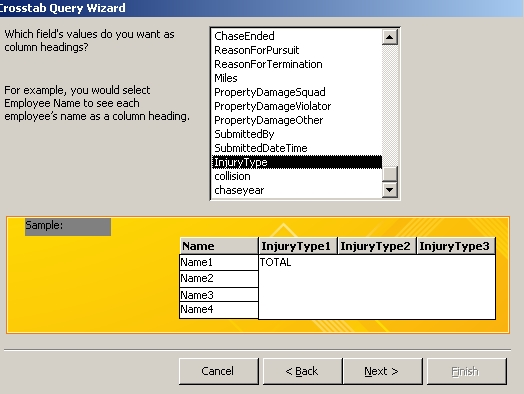 Crosstab Query Wizard
Which field's values do you want as
column headings?
For example, you would select
Employee Name to see each
employee's name as a column heading.
ChaseEnded
ReasonForPursuit
ReasonForTermination
Miles
PropertyDamageSquad
PropertyDamageViolator
PropertyDamageOther
SubmittedBy
SubmittedDateTime
InjuryType
collision
chaseyear
Sample:
Name InjuryType1 InjuryType2 InjuryType3
Name1 TOTAL
Name2
Name3
Name4
Cancel < Back Next > Finish